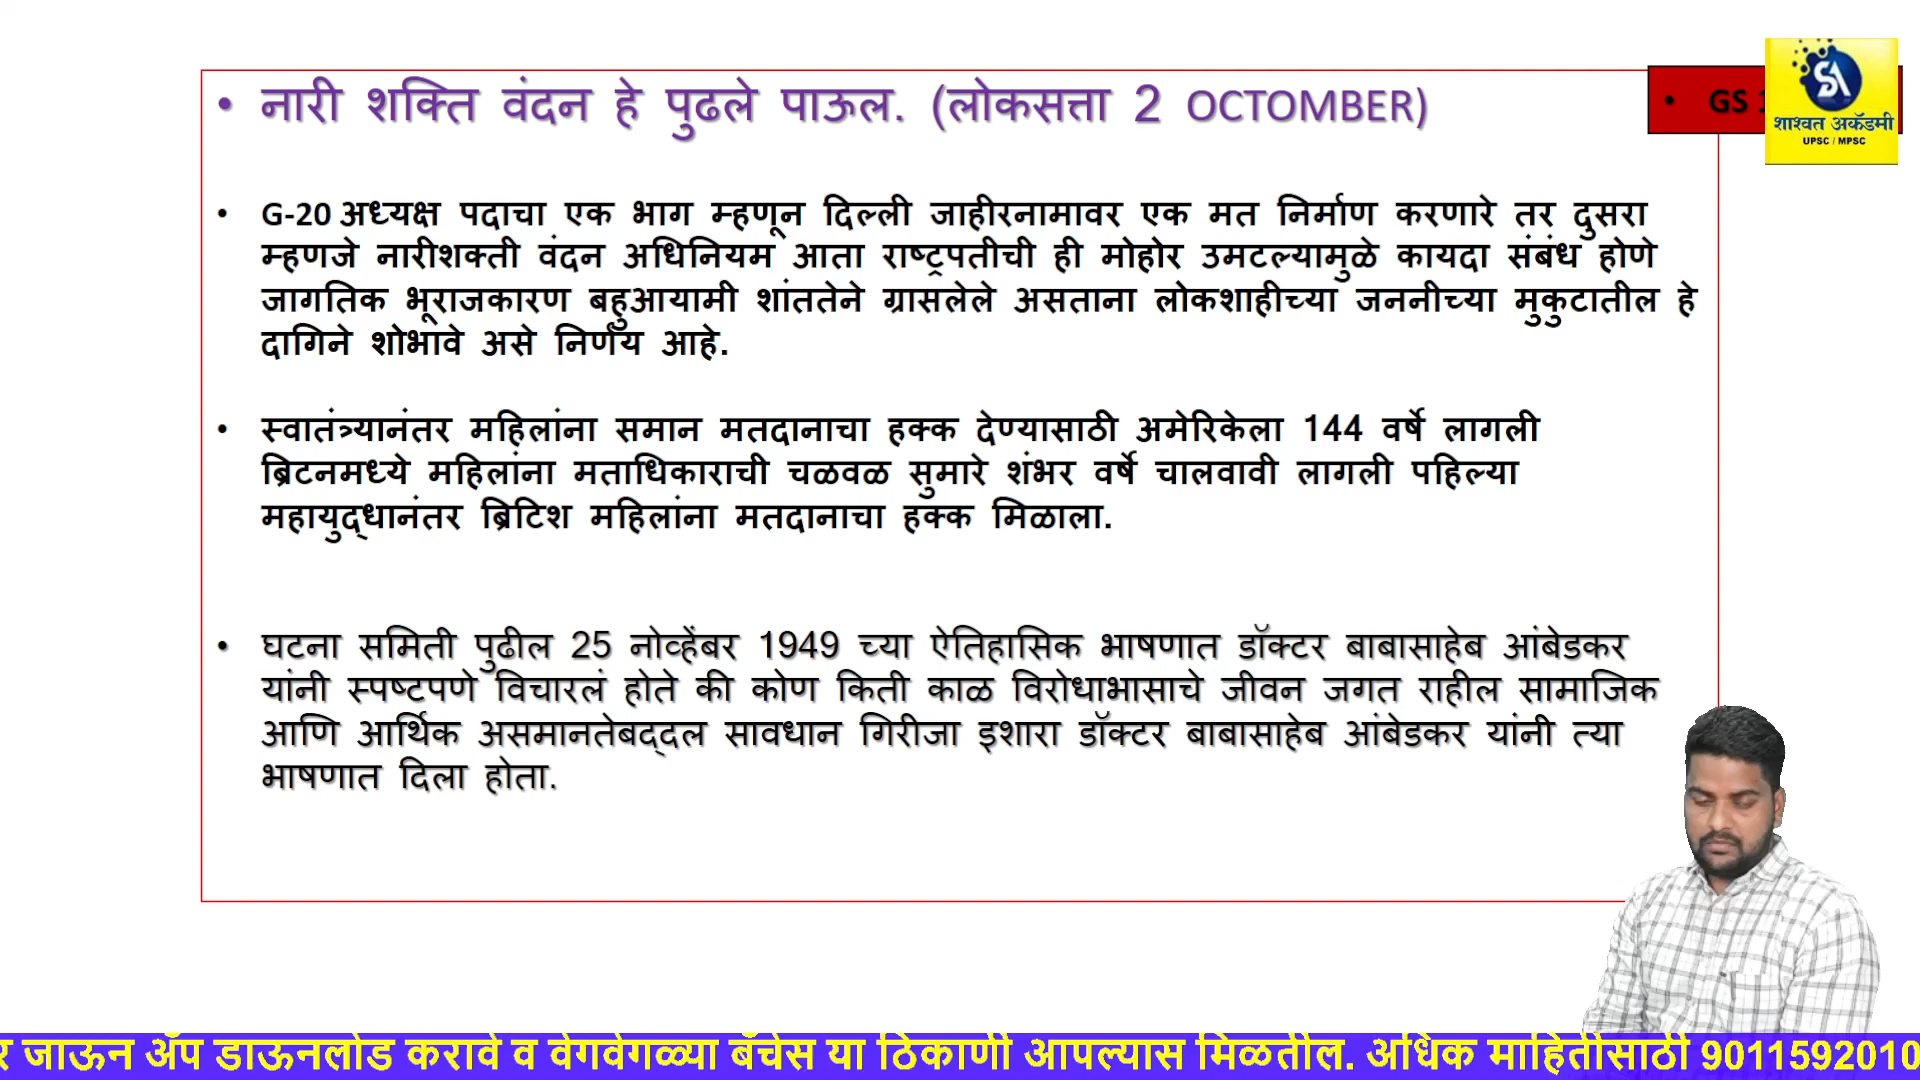 • नारी शक्ति वंदन हे पुढले पाऊल. (लोकसत्ता 2 OCTOMBER)
• GS
SA
शाश्वत अकॅडमी
UPSC / MPSC
• G-20 अध्यक्ष पदाचा एक भाग म्हणून दिल्ली जाहीरनामावर एक मत निर्माण करणारे तर दुसरा
म्हणजे नारीशक्ती वंदन अधिनियम आता राष्ट्रपतीची ही मोहोर उमटल्यामुळे कायदा संबंध होणे
जागतिक भूराजकारण बहुआयामी शांततेने ग्रासलेले असताना लोकशाहीच्या जननीच्या मुकुटातील हे
दागिने शोभावे असे निर्णय आहे.
• स्वातंत्र्यानंतर महिलांना समान मतदानाचा हक्क देण्यासाठी अमेरिकेला 144 वर्षे लागली
ब्रिटनमध्ये महिलांना मताधिकाराची चळवळ सुमारे शंभर वर्षे चालवावी लागली पहिल्या
महायुद्धानंतर ब्रिटिश महिलांना मतदानाचा हक्क मिळाला.
• घटना समिती पुढील 25 नोव्हेंबर 1949 च्या ऐतिहासिक भाषणात डॉक्टर बाबासाहेब आंबेडकर
यांनी स्पष्टपणे विचारलं होते की कोण किती काळ विरोधाभासाचे जीवन जगत राहील सामाजिक
आणि आर्थिक असमानतेबद्दल सावधान गिरीजा इशारा डॉक्टर बाबासाहेब आंबेडकर यांनी त्या
भाषणात दिला होता.
जाऊन ॲप डाऊनलोड करावे व वेगवेगळ्या बॅचेस या ठिकाणी आपल्यास मिळतील. अधिक माहितीसाठी 9011592010